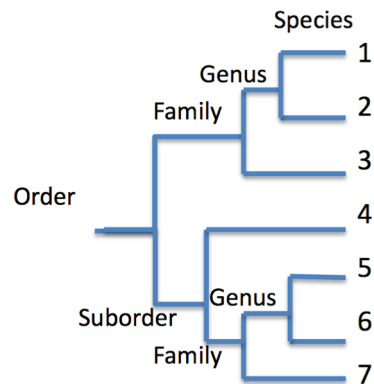 Species
1
Genus
2
Family
3
Order
4
5
Genus
Suborder
6
Family
7